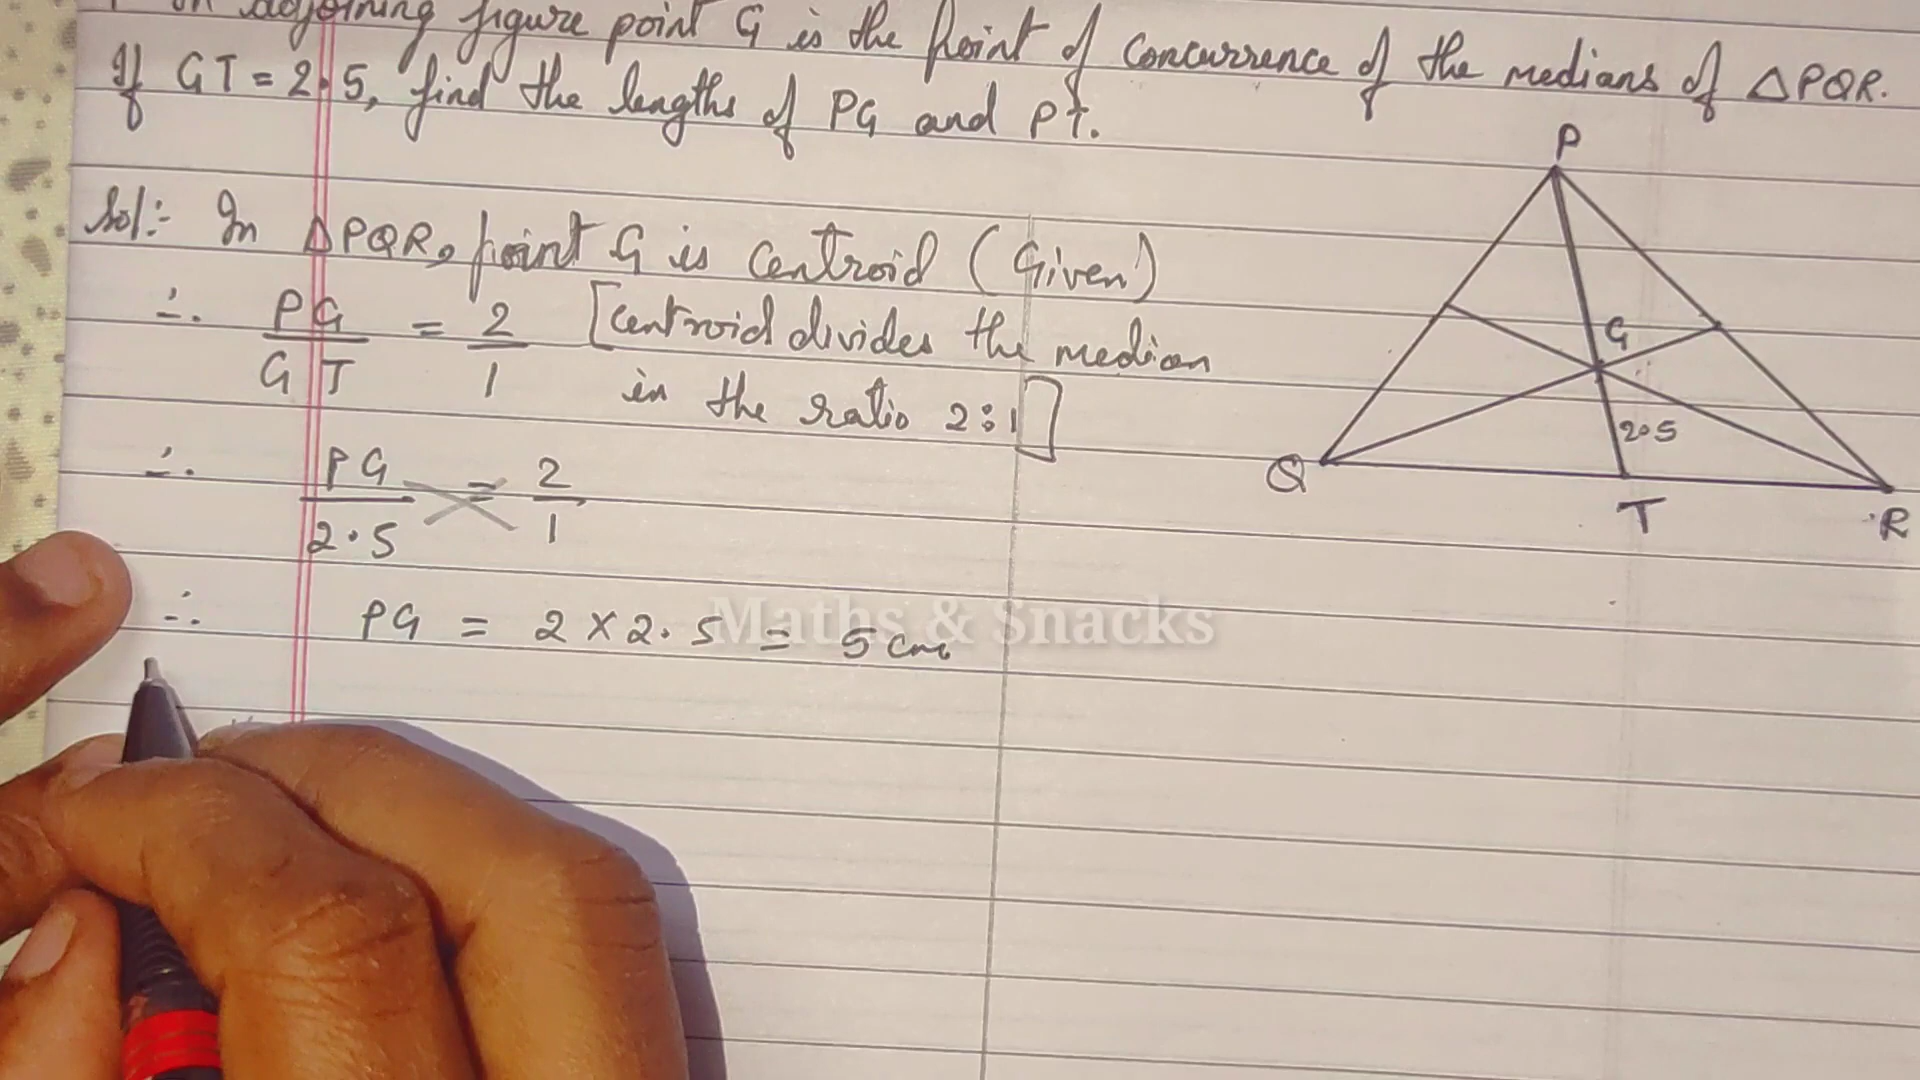 In adjoining figure point G is the point of concurrence of the medians of △PQR.
If GT = 2.5, find the lengths of PG and PT.
Sol:- In △PQR, point G is centroid (Given)
∴ PG/GT = 2/1 [centroid divides the median
in the ratio 2:1]
∴ PG/2.5 = 2/1
∴ PG = 2 × 2.5 = 5 cm
P
G
2.5
Q
T
R
Maths & Snacks